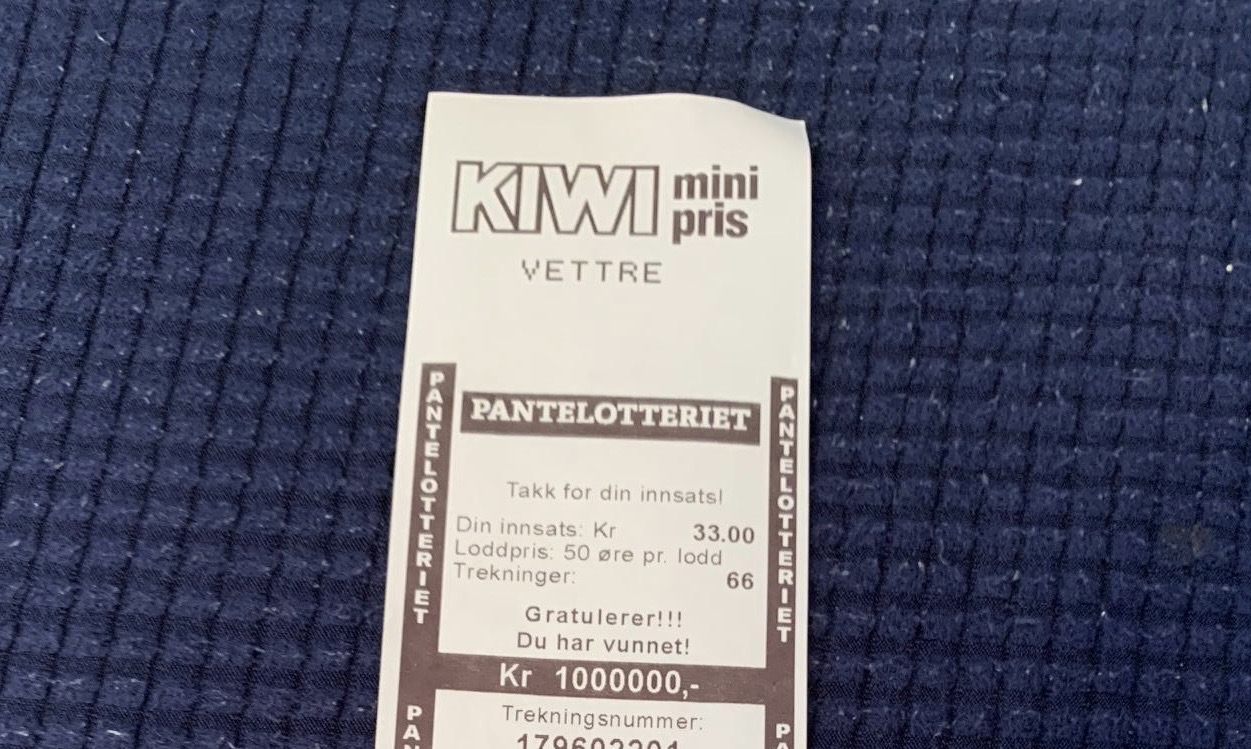 KIWI mini pris
VETTRE
PANTELOTTERIET
PANTELOTTERIET
PANTELOTTERIET
Takk for din innsats!
Din innsats: Kr 33.00
Loddpris: 50 øre pr. lodd
Trekninger: 66
Gratulerer!!!
Du har vunnet!
Kr 1000000,-
Trekningsnummer: